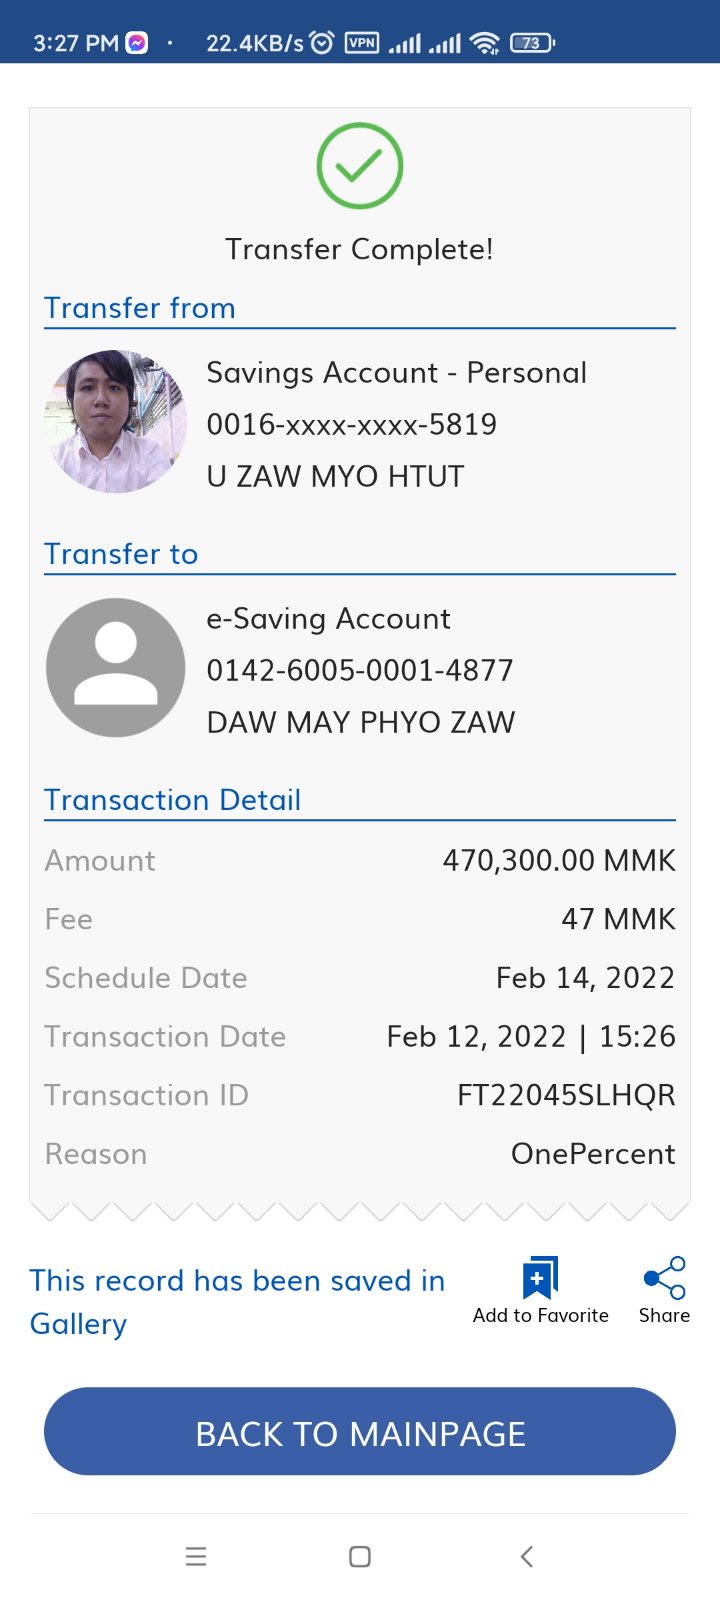 3:27 PM · 22.4KB/s VPN 73
Transfer Complete!
Transfer from
Savings Account - Personal
0016-xxxx-xxxx-5819
U ZAW MYO HTUT
Transfer to
e-Saving Account
0142-6005-0001-4877
DAW MAY PHYO ZAW
Transaction Detail
Amount 470,300.00 MMK
Fee 47 MMK
Schedule Date Feb 14, 2022
Transaction Date Feb 12, 2022 | 15:26
Transaction ID FT22045SLHQR
Reason OnePercent
This record has been saved in
Gallery
Add to Favorite Share
BACK TO MAINPAGE